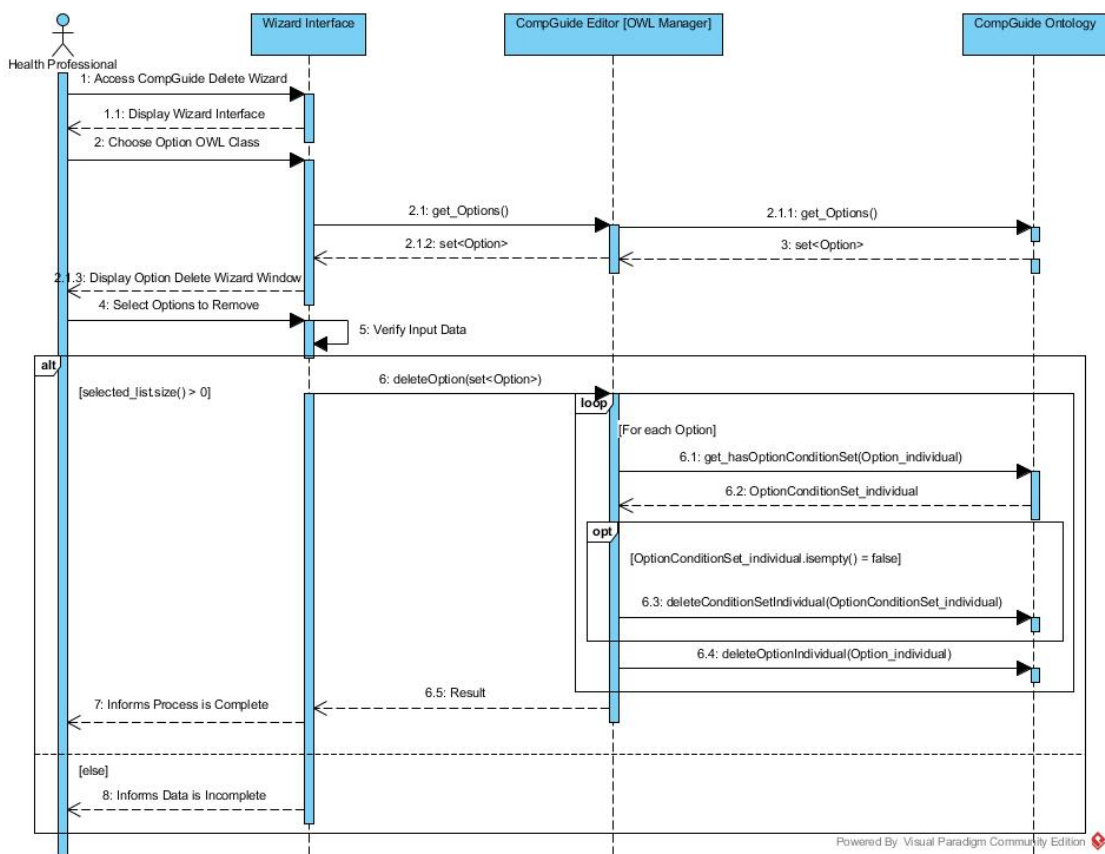 Wizard Interface
CompGuide Editor [OWL Manager]
CompGuide Ontology
Health Professional
1: Access CompGuide Delete Wizard
1.1: Display Wizard Interface
2: Choose Option OWL Class
2.1: get_Options()
2.1.1: get_Options()
2.1.2: set<Option>
3: set<Option>
2.1.3: Display Option Delete Wizard Window
4: Select Options to Remove
5: Verify Input Data
alt
[selected_list.size() > 0]
6: deleteOption(set<Option>)
loop
[For each Option]
6.1: get_hasOptionConditionSet(Option_individual)
6.2: OptionConditionSet_individual
opt
[OptionConditionSet_individual.isempty() = false]
6.3: deleteConditionSetIndividual(OptionConditionSet_individual)
6.4: deleteOptionIndividual(Option_individual)
6.5: Result
7: Informs Process is Complete
[else]
8: Informs Data is Incomplete
Powered By Visual Paradigm Community Edition